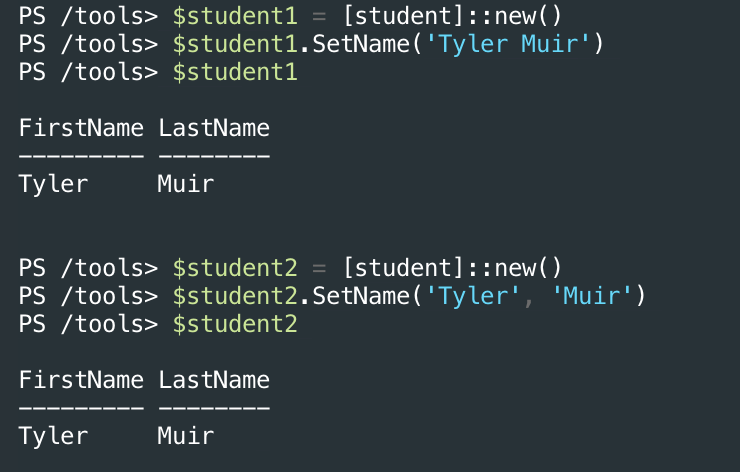 PS /tools> $student1 = [student]::new()
PS /tools> $student1.SetName('Tyler Muir')
PS /tools> $student1
FirstName LastName
--------- --------
Tyler     Muir
PS /tools> $student2 = [student]::new()
PS /tools> $student2.SetName('Tyler', 'Muir')
PS /tools> $student2
FirstName LastName
--------- --------
Tyler     Muir